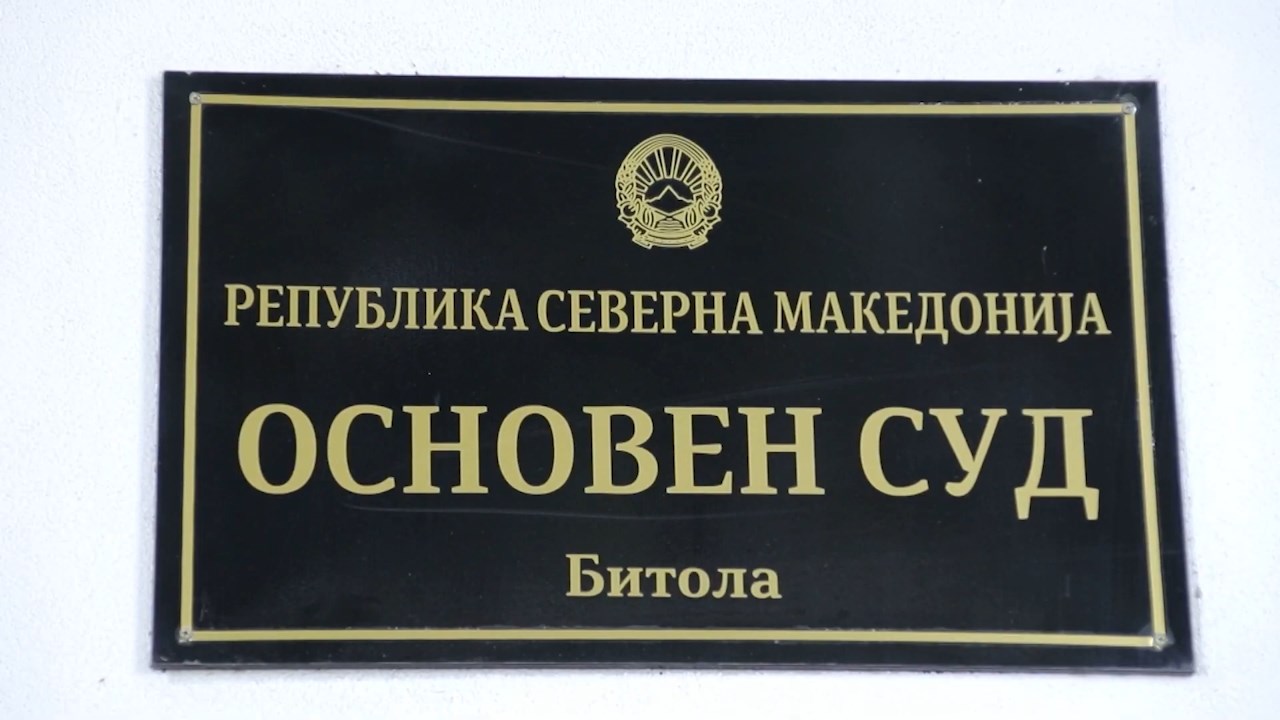 РЕПУБЛИКА СЕВЕРНА МАКЕДОНИЈА
ОСНОВЕН СУД
Битола